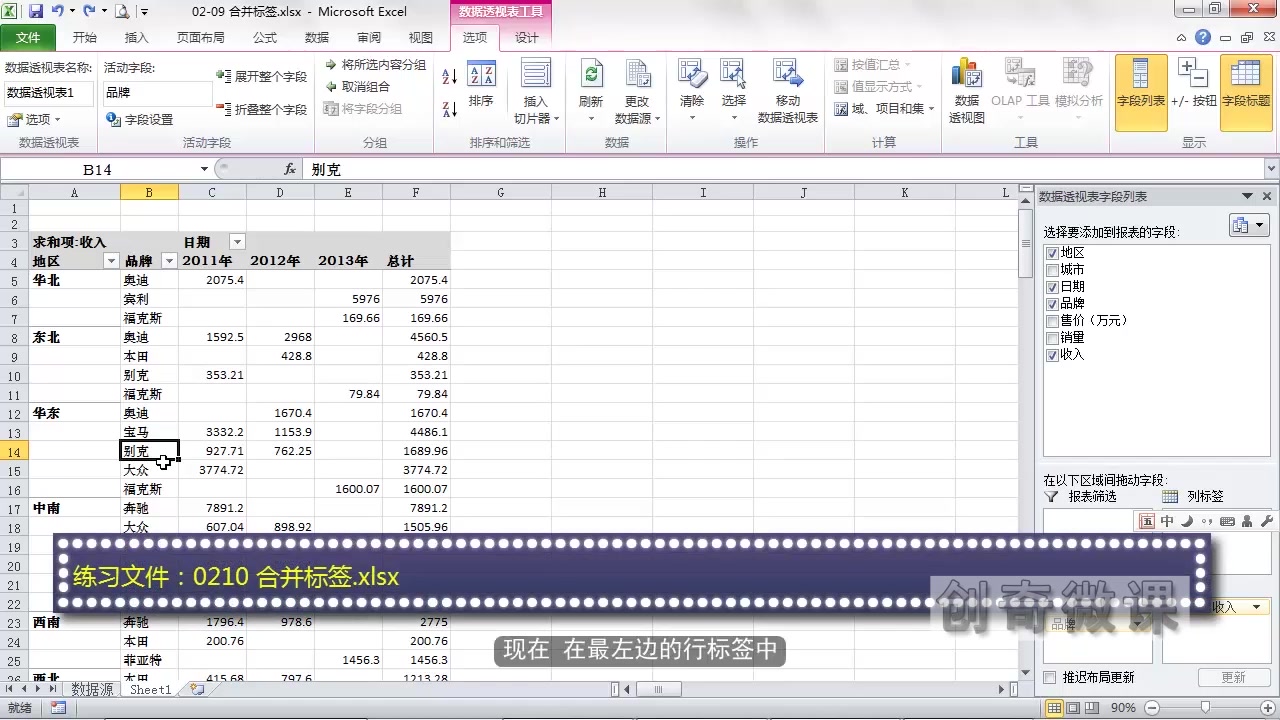 02-09 合并标签.xlsx - Microsoft Excel
数据透视表工具
文件 开始 插入 页面布局 公式 数据 审阅 视图 选项 设计
数据透视表名称: 活动字段: 展开整个字段 将所选内容分组
数据透视表1 品牌 折叠整个字段 取消组合
选项 字段设置 将字段分组
排序 插入切片器 刷新 更改数据源 清除 选择 移动数据透视表
按值汇总 值显示方式 域、项目和集
数据透视图 OLAP 工具 模拟分析 字段列表 +/- 按钮 字段标题
数据透视表 活动字段 分组 排序和筛选 数据 操作 计算 工具 显示
B14 fx 别克
A B C D E F G H I J K L
1
2
3 求和项:收入 日期
4 地区 品牌 2011年 2012年 2013年 总计
5 华北 奥迪 2075.4 2075.4
6 宾利 5976 5976
7 福克斯 169.66 169.66
8 东北 奥迪 1592.5 2968 4560.5
9 本田 428.8 428.8
10 别克 353.21 353.21
11 福克斯 79.84 79.84
12 华东 奥迪 1670.4 1670.4
13 宝马 3332.2 1153.9 4486.1
14 别克 927.71 762.25 1689.96
15 大众 3774.72 3774.72
16 福克斯 1600.07 1600.07
17 中南 奔驰 7891.2 7891.2
18 大众 607.04 898.92 1505.96
19
20
21
22
23 西南 奔驰 1796.4 978.6 2775
24 本田 200.76 200.76
25 菲亚特 1456.3 1456.3
26 西北 本田 415.68 797.6 1213.28
数据透视表字段列表
选择要添加到报表的字段:
地区
城市
日期
品牌
售价（万元）
销量
收入
在以下区域间拖动字段:
报表筛选 列标签
五 中
收入
品牌
推迟布局更新 更新
练习文件：0210 合并标签.xlsx
创奇微课
现在 在最左边的行标签中
数据源 Sheet1
就绪 90%